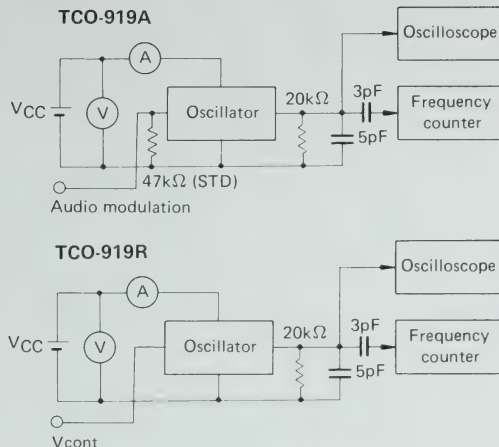 TCO-919A
Oscilloscope
A
VCC
V
Oscillator
20kΩ
3pF
Frequency
counter
5pF
47kΩ (STD)
Audio modulation
TCO-919R
Oscilloscope
A
VCC
V
Oscillator
20kΩ
3pF
Frequency
counter
5pF
Vcont